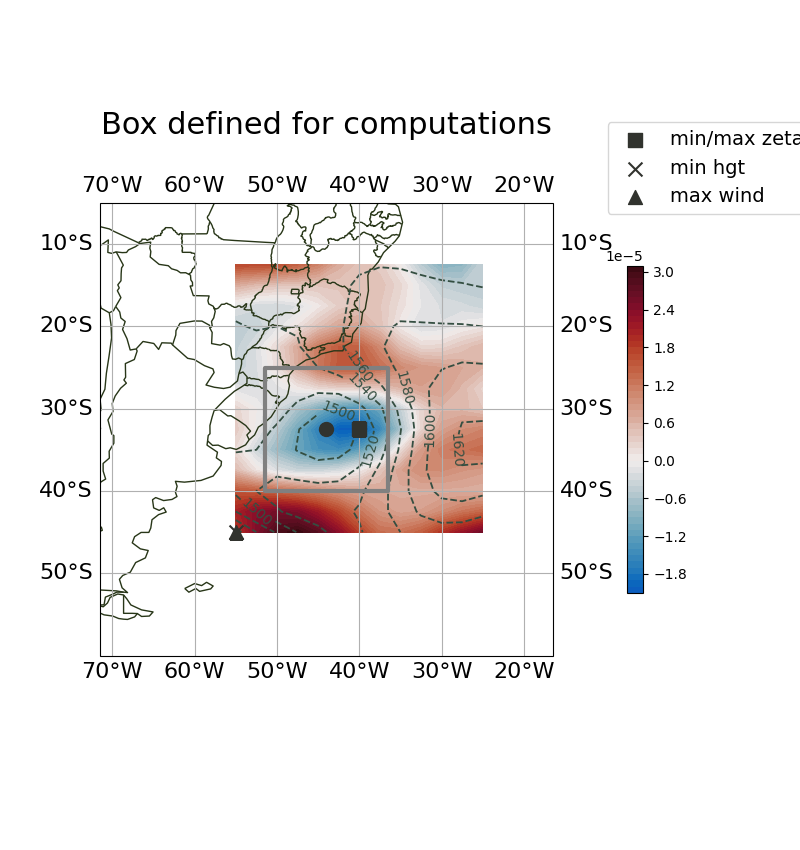 Box defined for computations
min/max zeta
min hgt
max wind
70°W 60°W 50°W 40°W 30°W 20°W
10°S 10°S
1e−5
3.0
2.4
20°S 20°S
1.8
1560
1540
1580
1.2
30°S 30°S
1500
1520
1600
1620
0.6
0.0
40°S 40°S
1500
−0.6
−1.2
50°S 50°S
−1.8
70°W 60°W 50°W 40°W 30°W 20°W